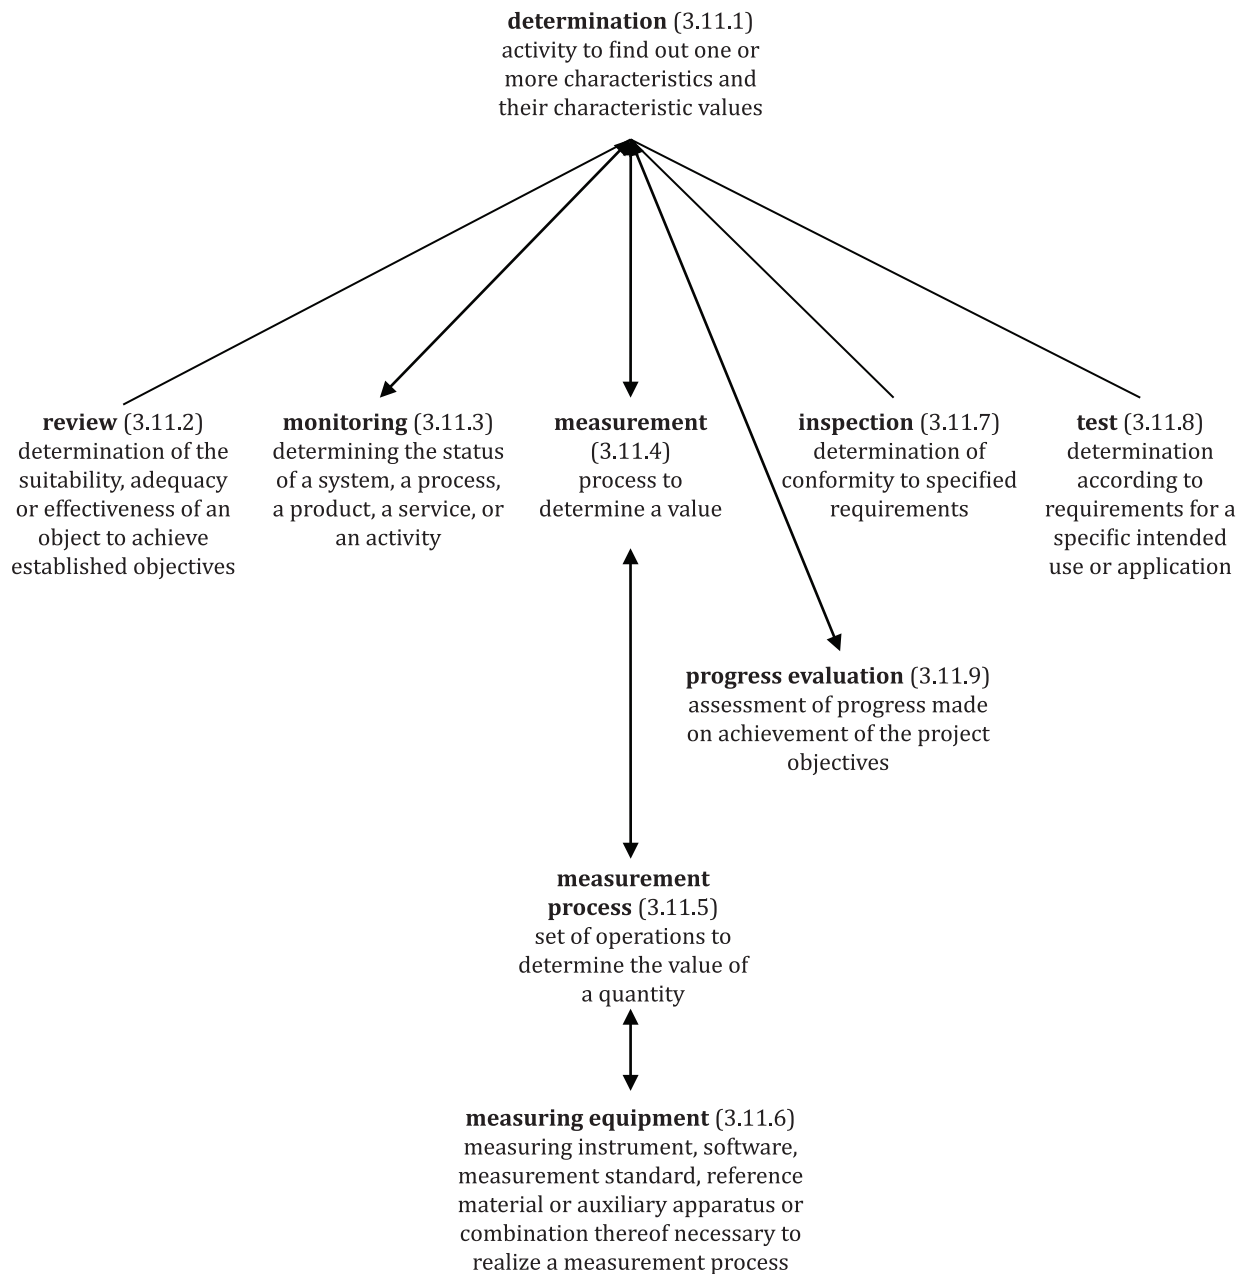 determination (3.11.1)
activity to find out one or
more characteristics and
their characteristic values
review (3.11.2)
determination of the
suitability, adequacy
or effectiveness of an
object to achieve
established objectives
monitoring (3.11.3)
determining the status
of a system, a process,
a product, a service, or
an activity
measurement
(3.11.4)
process to
determine a value
inspection (3.11.7)
determination of
conformity to specified
requirements
test (3.11.8)
determination
according to
requirements for a
specific intended
use or application
progress evaluation (3.11.9)
assessment of progress made
on achievement of the project
objectives
measurement
process (3.11.5)
set of operations to
determine the value of
a quantity
measuring equipment (3.11.6)
measuring instrument, software,
measurement standard, reference
material or auxiliary apparatus or
combination thereof necessary to
realize a measurement process